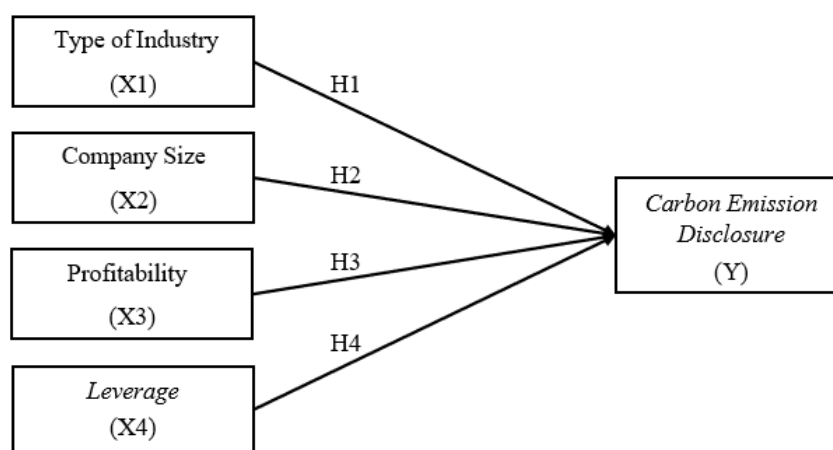 Type of Industry
(X1)
H1
Company Size
(X2)
H2
Carbon Emission
Disclosure
(Y)
Profitability
(X3)
H3
H4
Leverage
(X4)